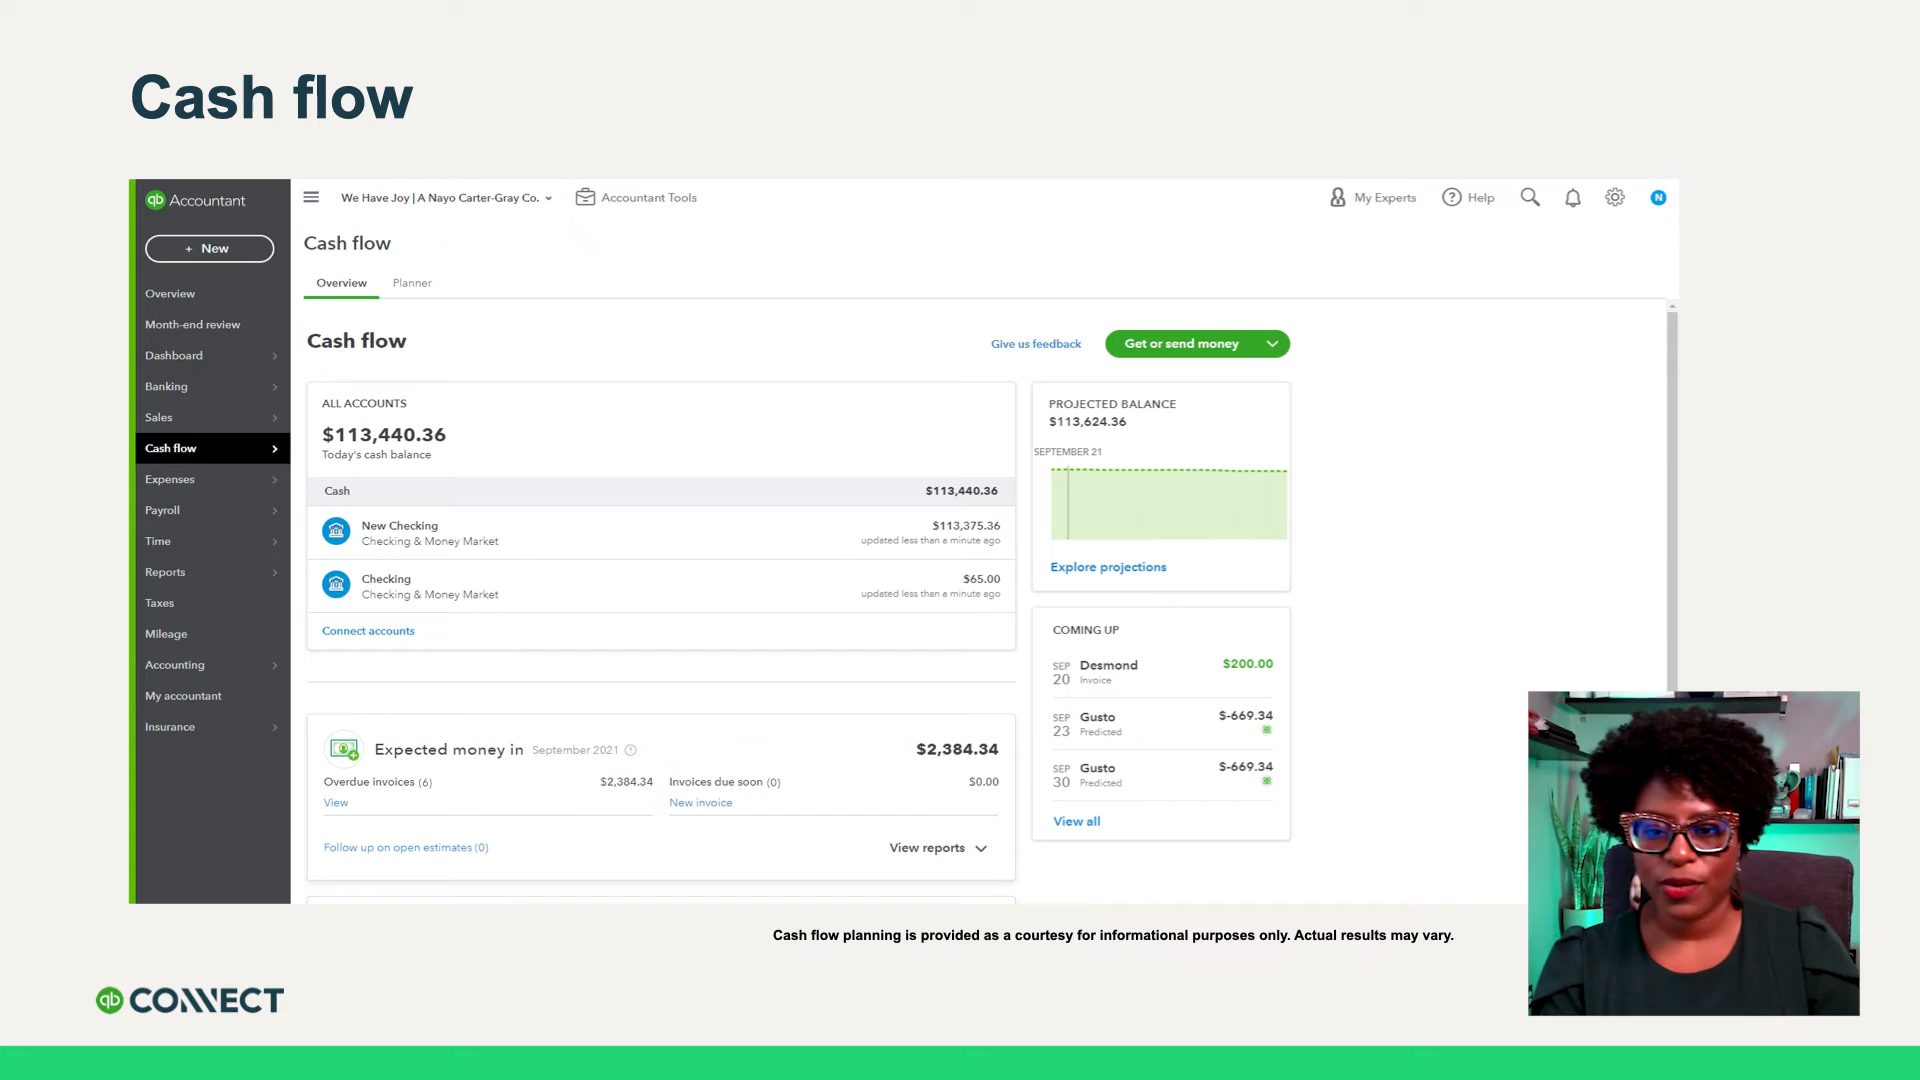 Cash flow
qb Accountant
We Have Joy | A Nayo Carter-Gray Co.
Accountant Tools
My Experts
Help
N
+ New
Overview
Month-end review
Dashboard
Banking
Sales
Cash flow
Expenses
Payroll
Time
Reports
Taxes
Mileage
Accounting
My accountant
Insurance
Cash flow
Overview Planner
Cash flow
Give us feedback
Get or send money
ALL ACCOUNTS
$113,440.36
Today's cash balance
Cash $113,440.36
New Checking $113,375.36
Checking & Money Market updated less than a minute ago
Checking $65.00
Checking & Money Market updated less than a minute ago
Connect accounts
PROJECTED BALANCE
$113,624.36
SEPTEMBER 21
Explore projections
COMING UP
SEP Desmond $200.00
20 Invoice
SEP Gusto $-669.34
23 Predicted
SEP Gusto $-669.34
30 Predicted
View all
Expected money in September 2021 $2,384.34
Overdue invoices (6) $2,384.34 Invoices due soon (0) $0.00
View New invoice
Follow up on open estimates (0) View reports
Cash flow planning is provided as a courtesy for informational purposes only. Actual results may vary.
qb CONNECT